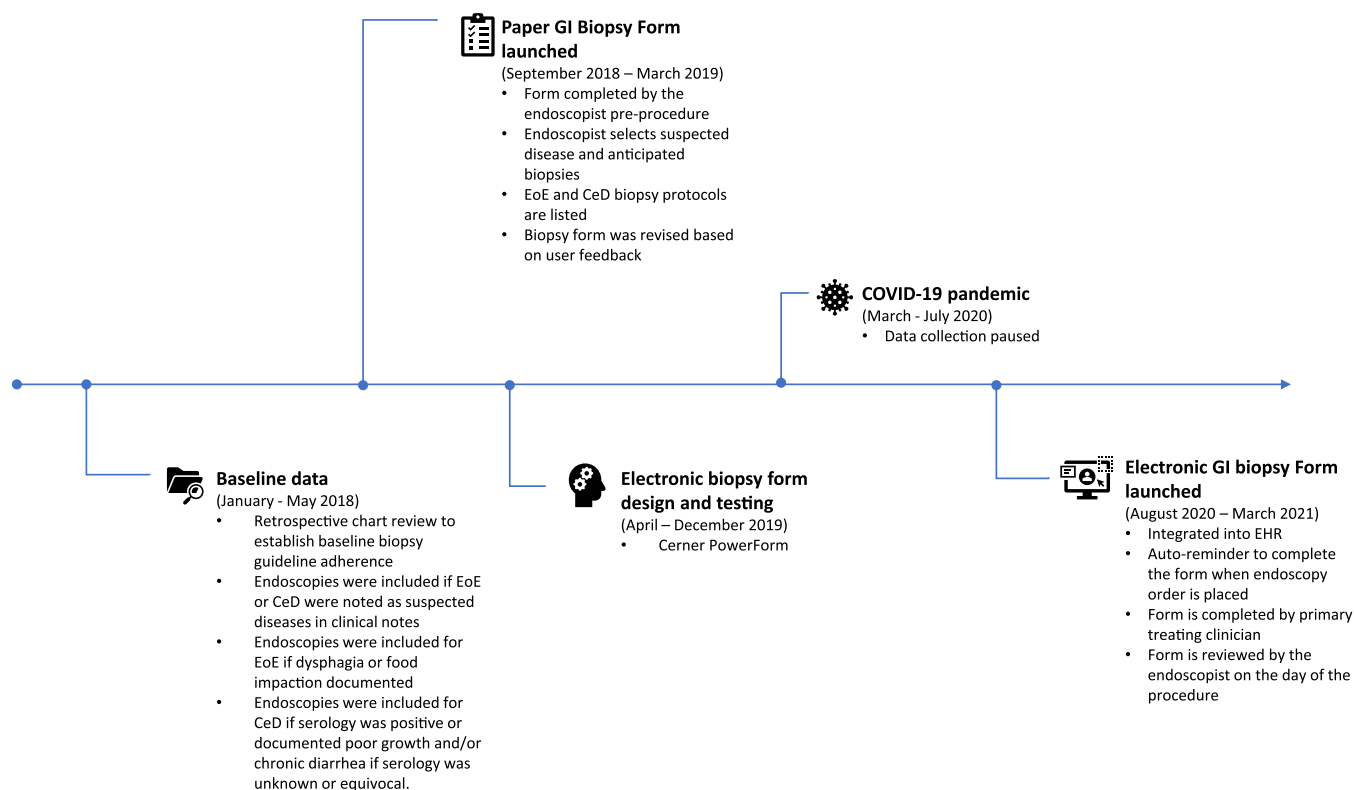 Paper GI Biopsy Form
launched
(September 2018 – March 2019)
• Form completed by the
endoscopist pre-procedure
• Endoscopist selects suspected
disease and anticipated
biopsies
• EoE and CeD biopsy protocols
are listed
• Biopsy form was revised based
on user feedback
COVID-19 pandemic
(March - July 2020)
• Data collection paused
Baseline data
(January - May 2018)
• Retrospective chart review to
establish baseline biopsy
guideline adherence
• Endoscopies were included if EoE
or CeD were noted as suspected
diseases in clinical notes
• Endoscopies were included for
EoE if dysphagia or food
impaction documented
• Endoscopies were included for
CeD if serology was positive or
documented poor growth and/or
chronic diarrhea if serology was
unknown or equivocal.
Electronic biopsy form
design and testing
(April – December 2019)
• Cerner PowerForm
Electronic GI biopsy Form
launched
(August 2020 – March 2021)
• Integrated into EHR
• Auto-reminder to complete
the form when endoscopy
order is placed
• Form is completed by primary
treating clinician
• Form is reviewed by the
endoscopist on the day of the
procedure